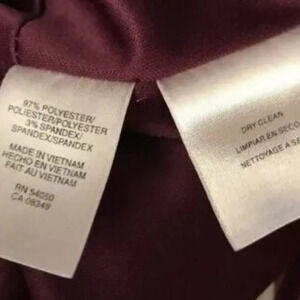 97% POLYESTER/
POLIESTER/POLYESTER
3% SPANDEX/
SPANDEX/SPANDEX
MADE IN VIETNAM
HECHO EN VIETNAM
FAIT AU VIETNAM
RN 54050
CA 08349
DRY CLEAN
LIMPIAR EN SECO
NETTOYAGE A